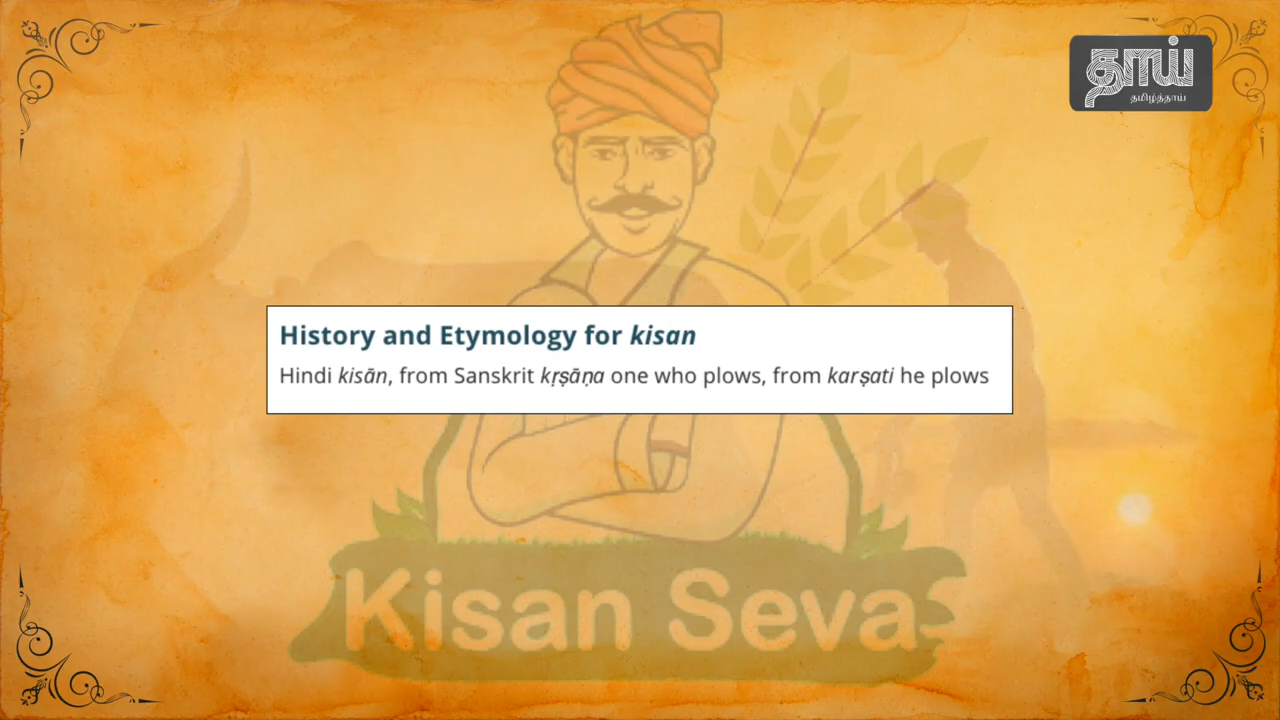 தாய்
தமிழ்த்தாய்
History and Etymology for kisan
Hindi kisān, from Sanskrit kṛṣāṇa one who plows, from karṣati he plows
Kisan Seva